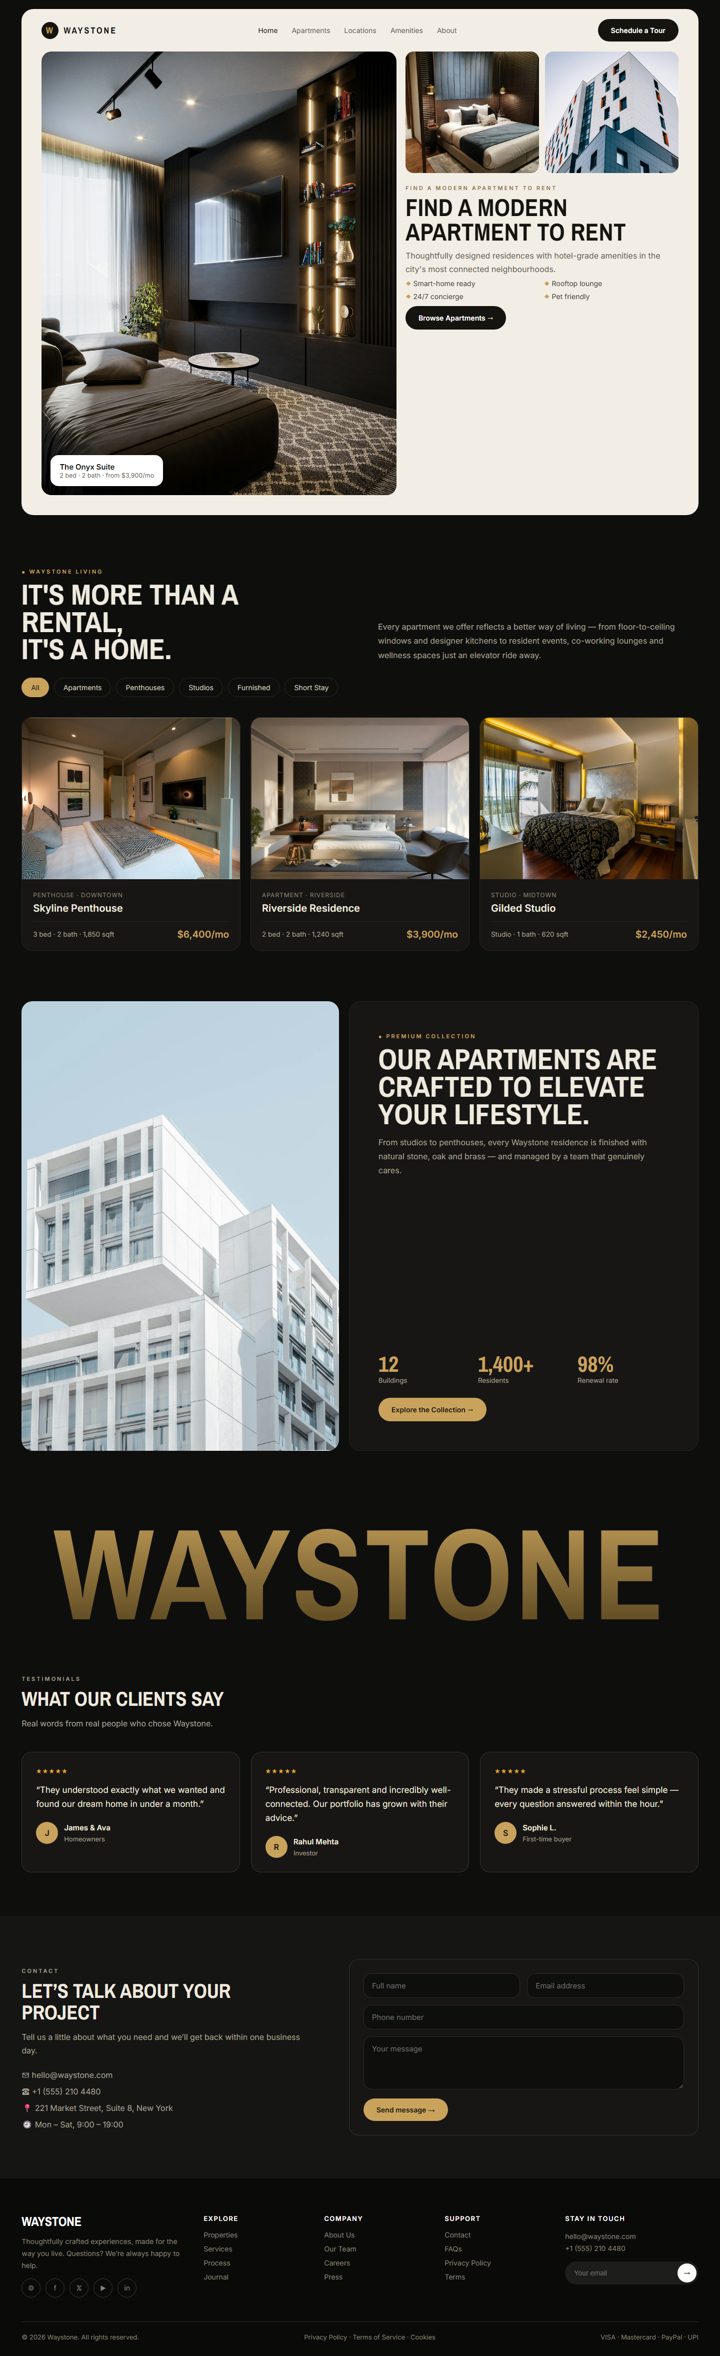 W WAYSTONE
Home Apartments Locations Amenities About
Schedule a Tour
The Onyx Suite
2 bed · 2 bath · from $3,900/mo
FIND A MODERN APARTMENT TO RENT
FIND A MODERN
APARTMENT TO RENT
Thoughtfully designed residences with hotel-grade amenities in the
city's most connected neighbourhoods.
Smart-home ready
Rooftop lounge
24/7 concierge
Pet friendly
Browse Apartments →
WAYSTONE LIVING
IT'S MORE THAN A
RENTAL,
IT'S A HOME.
Every apartment we offer reflects a better way of living — from floor-to-ceiling
windows and designer kitchens to resident events, co-working lounges and
wellness spaces just an elevator ride away.
All Apartments Penthouses Studios Furnished Short Stay
PENTHOUSE · DOWNTOWN
Skyline Penthouse
3 bed · 2 bath · 1,850 sqft $6,400/mo
APARTMENT · RIVERSIDE
Riverside Residence
2 bed · 2 bath · 1,240 sqft $3,900/mo
STUDIO · MIDTOWN
Gilded Studio
Studio · 1 bath · 620 sqft $2,450/mo
PREMIUM COLLECTION
OUR APARTMENTS ARE
CRAFTED TO ELEVATE
YOUR LIFESTYLE.
From studios to penthouses, every Waystone residence is finished with
natural stone, oak and brass — and managed by a team that genuinely
cares.
12
Buildings
1,400+
Residents
98%
Renewal rate
Explore the Collection →
WAYSTONE
TESTIMONIALS
WHAT OUR CLIENTS SAY
Real words from real people who chose Waystone.
★★★★★
“They understood exactly what we wanted and
found our dream home in under a month.”
J
James & Ava
Homeowners
★★★★★
“Professional, transparent and incredibly well-
connected. Our portfolio has grown with their
advice.”
R
Rahul Mehta
Investor
★★★★★
“They made a stressful process feel simple —
every question answered within the hour.”
S
Sophie L.
First-time buyer
CONTACT
LET’S TALK ABOUT YOUR
PROJECT
Tell us a little about what you need and we’ll get back within one business
day.
hello@waystone.com
+1 (555) 210 4480
221 Market Street, Suite 8, New York
Mon – Sat, 9:00 – 19:00
Full name
Email address
Phone number
Your message
Send message →
WAYSTONE
Thoughtfully crafted experiences, made for the
way you live. Questions? We’re always happy to
help.
f 𝕏 ▶ in
EXPLORE
Properties
Services
Process
Journal
COMPANY
About Us
Our Team
Careers
Press
SUPPORT
Contact
FAQs
Privacy Policy
Terms
STAY IN TOUCH
hello@waystone.com
+1 (555) 210 4480
Your email →
© 2026 Waystone. All rights reserved.
Privacy Policy · Terms of Service · Cookies
VISA · Mastercard · PayPal · UPI